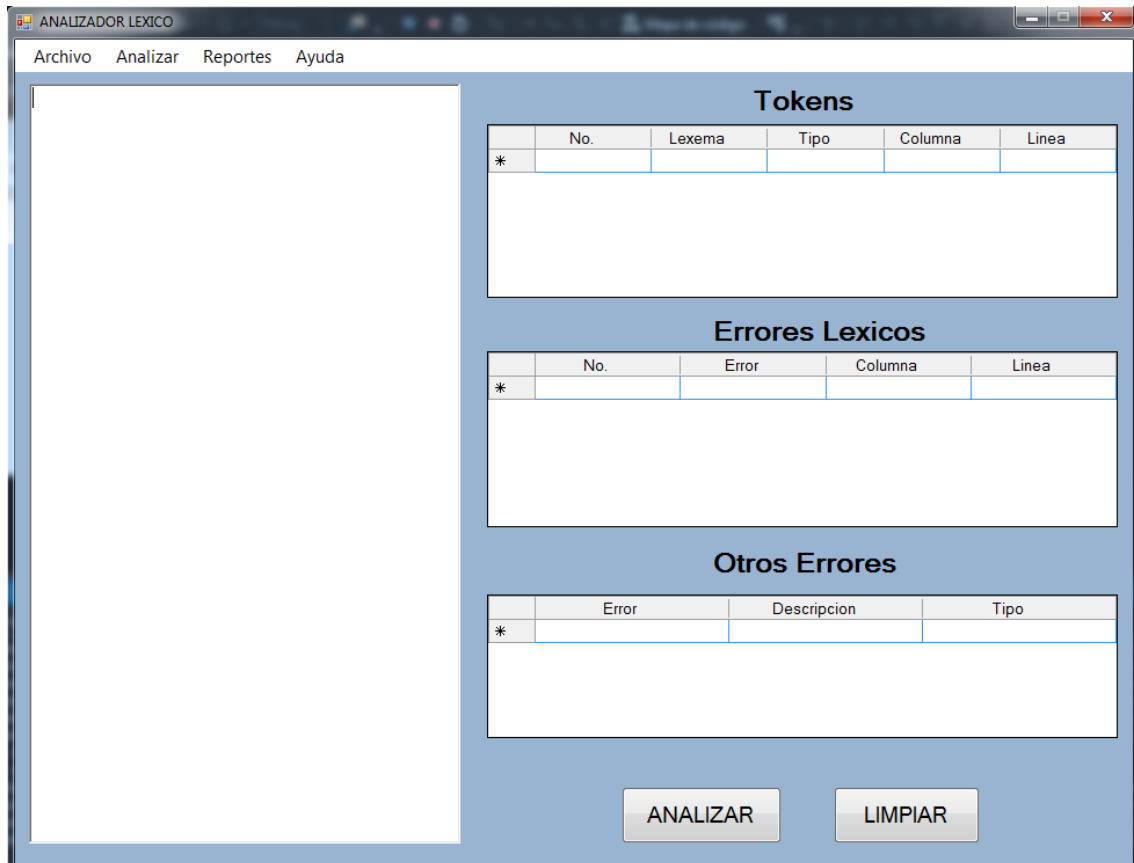 ANALIZADOR LEXICO
Archivo Analizar Reportes Ayuda
Tokens
No. Lexema Tipo Columna Linea
*
Errores Lexicos
No. Error Columna Linea
*
Otros Errores
Error Descripcion Tipo
*
ANALIZAR LIMPIAR